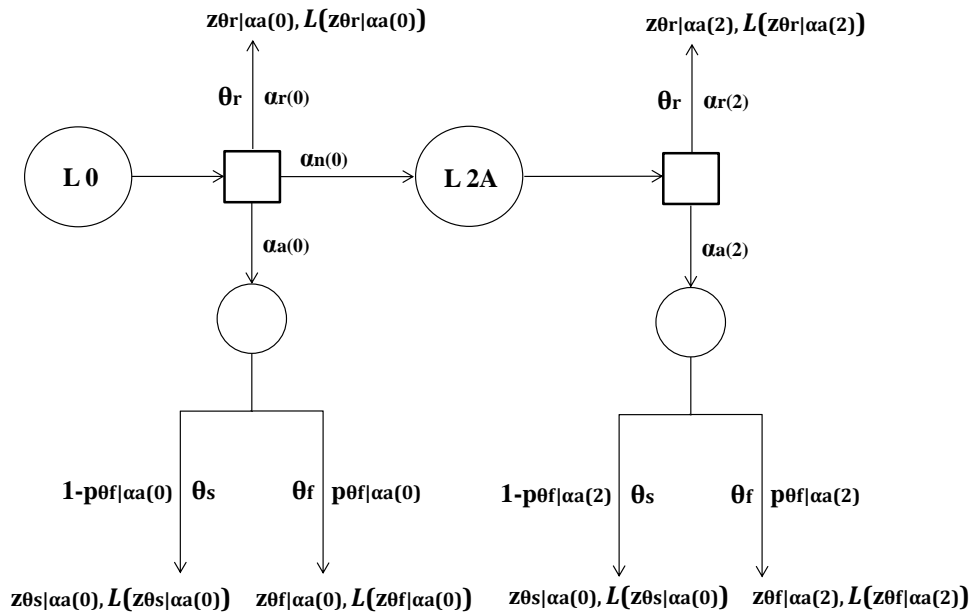 zθr|αa(0), L(zθr|αa(0))
zθr|αa(2), L(zθr|αa(2))
θr αr(0)
θr αr(2)
L 0
αn(0)
L 2A
αa(0)
αa(2)
1-pθf|αa(0) θs
θf pθf|αa(0)
1-pθf|αa(2) θs
θf pθf|αa(2)
zθs|αa(0), L(zθs|αa(0))
zθf|αa(0), L(zθf|αa(0))
zθs|αa(0), L(zθs|αa(0))
zθf|αa(2), L(zθf|αa(2))